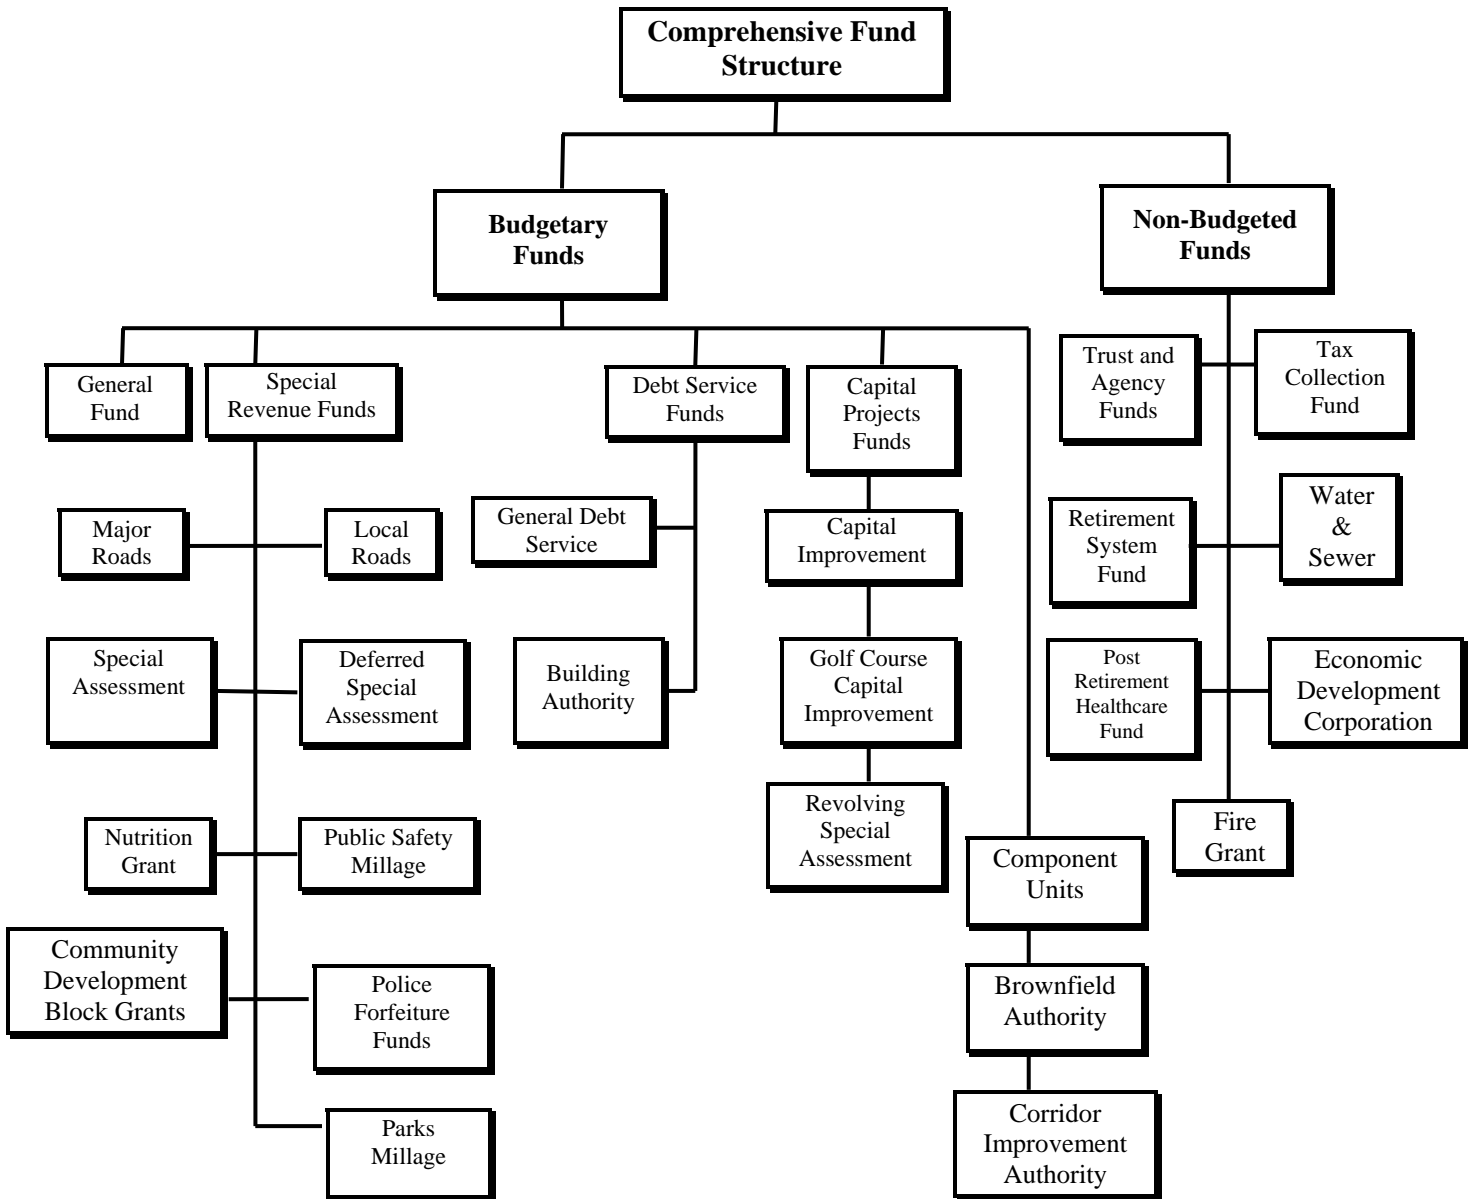 Comprehensive Fund
Structure
Budgetary
Funds
Non-Budgeted
Funds
General
Fund
Special
Revenue Funds
Debt Service
Funds
Capital
Projects
Funds
Trust and
Agency
Funds
Tax
Collection
Fund
Major
Roads
Local
Roads
General Debt
Service
Capital
Improvement
Retirement
System
Fund
Water
&
Sewer
Special
Assessment
Deferred
Special
Assessment
Building
Authority
Golf Course
Capital
Improvement
Post
Retirement
Healthcare
Fund
Economic
Development
Corporation
Nutrition
Grant
Public Safety
Millage
Revolving
Special
Assessment
Component
Units
Fire
Grant
Community
Development
Block Grants
Police
Forfeiture
Funds
Brownfield
Authority
Parks
Millage
Corridor
Improvement
Authority